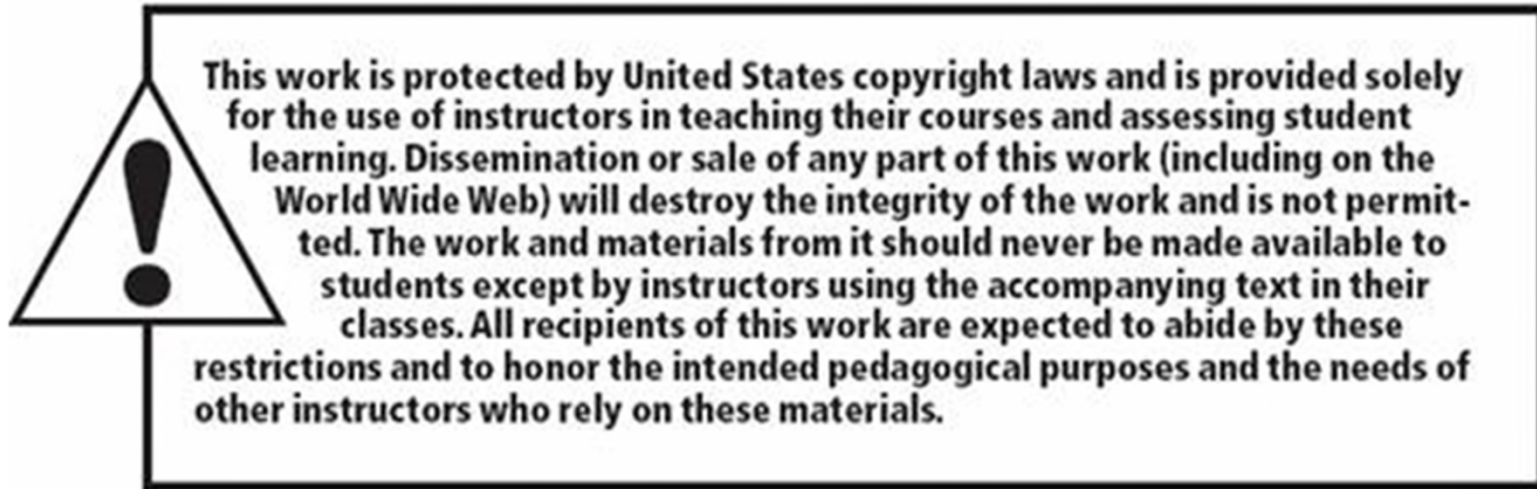 This work is protected by United States copyright laws and is provided solely
for the use of instructors in teaching their courses and assessing student
learning. Dissemination or sale of any part of this work (including on the
World Wide Web) will destroy the integrity of the work and is not permit-
ted. The work and materials from it should never be made available to
students except by instructors using the accompanying text in their
classes. All recipients of this work are expected to abide by these
restrictions and to honor the intended pedagogical purposes and the needs of
other instructors who rely on these materials.